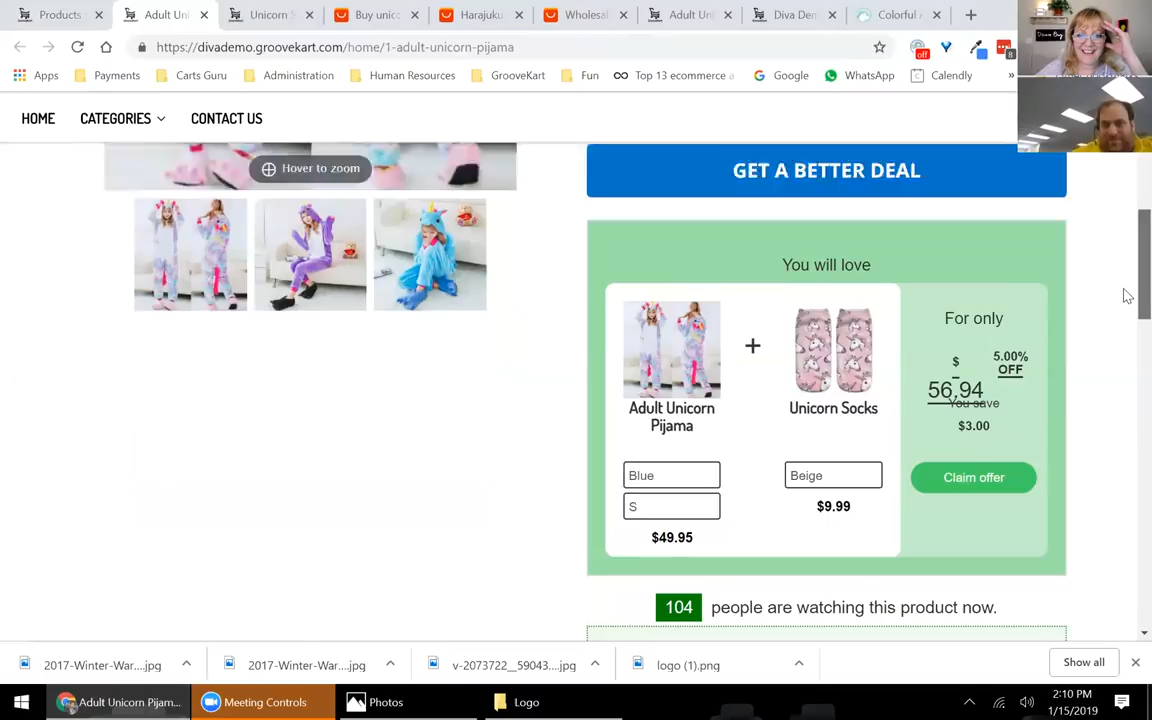 Products
Adult Uni
Unicorn S
Buy unico
Harajuku
Wholesal
Adult Uni
Diva Dem
Colorful A
https://divademo.groovekart.com/home/1-adult-unicorn-pijama
off
8
Apps
Payments
Carts Guru
Administration
Human Resources
GrooveKart
Fun
Top 13 ecommerce a
Google
WhatsApp
Calendly
»
HOME
CATEGORIES
CONTACT US
Hover to zoom
GET A BETTER DEAL
You will love
+
Adult Unicorn
Pijama
Blue
S
$49.95
Unicorn Socks
Beige
$9.99
For only
$
56.94
5.00%
OFF
You save
$3.00
Claim offer
104 people are watching this product now.
2017-Winter-War....jpg
2017-Winter-War....jpg
v-2073722__59043....jpg
logo (1).png
Show all
Adult Unicorn Pijam...
Meeting Controls
Photos
Logo
2:10 PM
1/15/2019